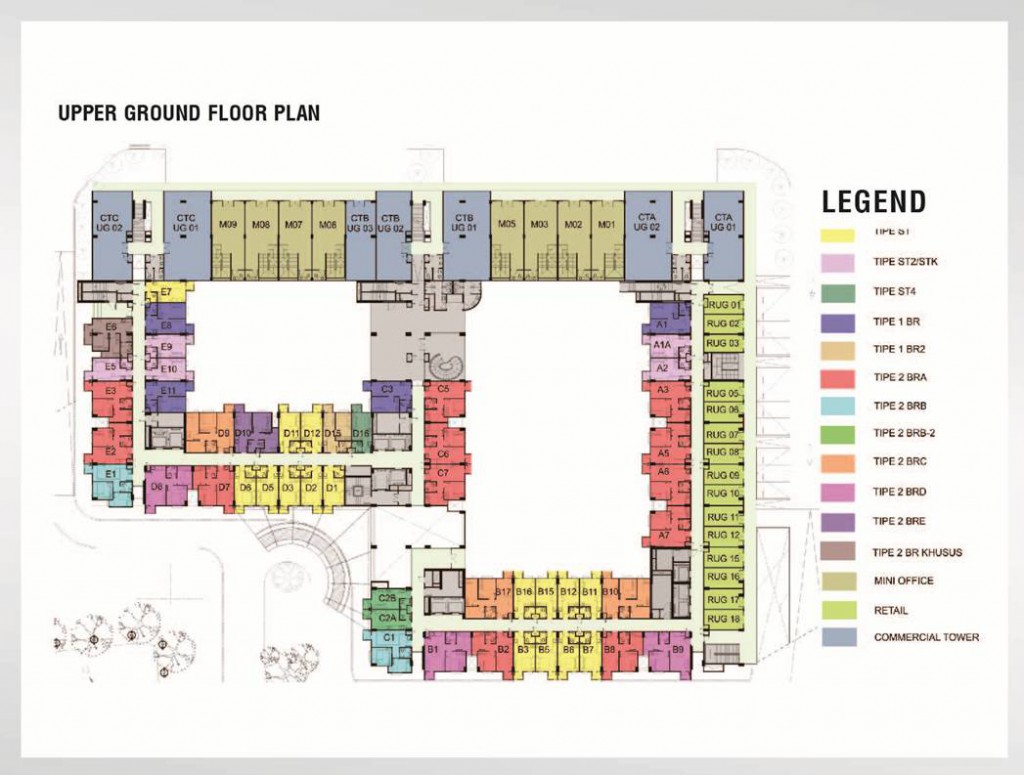 UPPER GROUND FLOOR PLAN
LEGEND
TIPE ST
TIPE ST2/STK
TIPE ST4
TIPE 1 BR
TIPE 1 BR2
TIPE 2 BRA
TIPE 2 BRB
TIPE 2 BRB-2
TIPE 2 BRC
TIPE 2 BRD
TIPE 2 BRE
TIPE 2 BR KHUSUS
MINI OFFICE
RETAIL
COMMERCIAL TOWER
CTC
UG 02
CTC
UG 01
M09
M08
M07
M06
CTB
UG 03
CTB
UG 02
CTB
UG 01
M05
M03
M02
M01
CTA
UG 02
CTA
UG 01
E7
E8
E6
E9
E5
E10
E3
E11
E2
E1
D9
D10
D11
D12
D15
D16
D8
D7
D6
D5
D3
D2
D1
C3
C5
C6
C7
A1
A1A
A2
A3
A5
A6
A7
RUG 01
RUG 02
RUG 03
RUG 05
RUG 06
RUG 07
RUG 08
RUG 09
RUG 10
RUG 11
RUG 12
RUG 15
RUG 16
RUG 17
RUG 18
C2B
C2A
C1
B17
B16
B15
B12
B11
B10
B1
B2
B3
B5
B6
B7
B8
B9